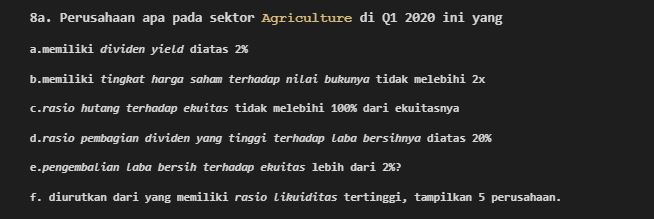 8a. Perusahaan apa pada sektor Agriculture di Q1 2020 ini yang
a.memiliki dividen yield diatas 2%
b.memiliki tingkat harga saham terhadap nilai bukunya tidak melebihi 2x
c.rasio hutang terhadap ekuitas tidak melebihi 100% dari ekuitasnya
d.rasio pembagian dividen yang tinggi terhadap laba bersihnya diatas 20%
e.pengembalian laba bersih terhadap ekuitas lebih dari 2%?
f. diurutkan dari yang memiliki rasio likuiditas tertinggi, tampilkan 5 perusahaan.